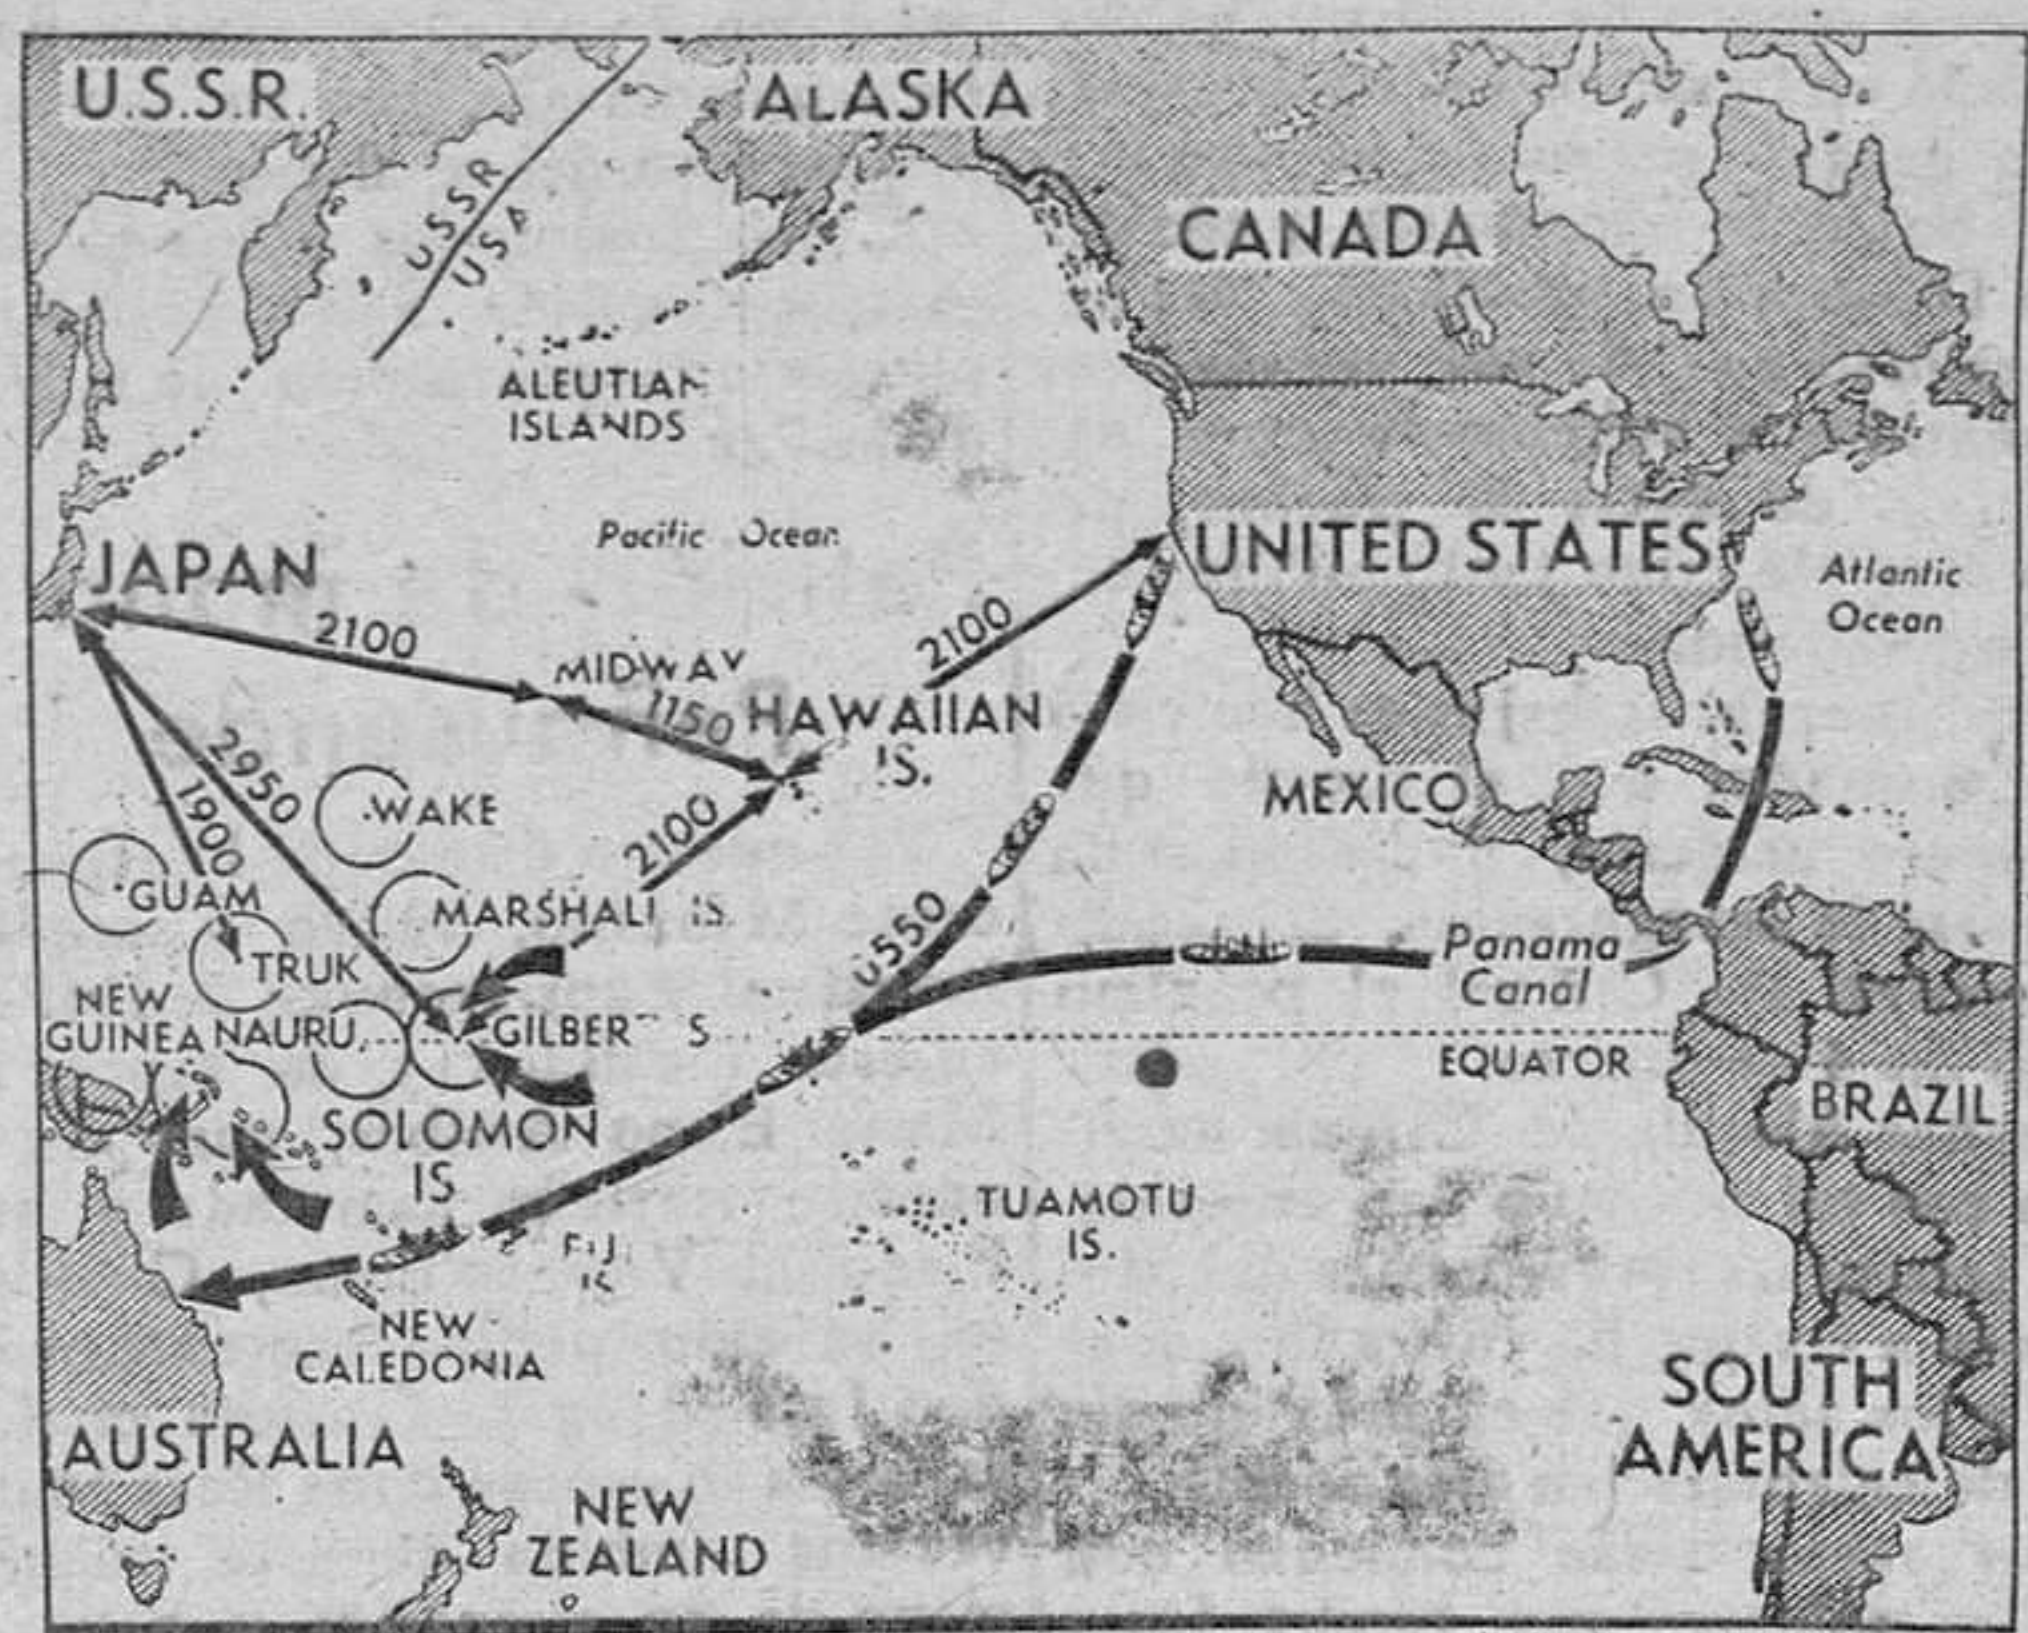 U.S.S.R.
ALASKA
USSR
USA
CANADA
ALEUTIAN
ISLANDS
Pacific Ocean
JAPAN
UNITED STATES
Atlantic
Ocean
2100
2100
MIDWAY
1150
HAWAIIAN
IS.
2950
1900
WAKE
MEXICO
2100
GUAM
MARSHALL IS.
TRUK
Panama
Canal
NEW
GUINEA
NAURU
GILBERT IS
EQUATOR
BRAZIL
SOLOMON
IS
TUAMOTU
IS.
NEW
CALEDONIA
SOUTH
AMERICA
AUSTRALIA
NEW
ZEALAND